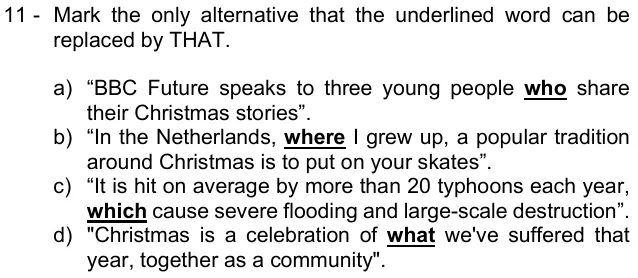 11 - Mark the only alternative that the underlined word can be
replaced by THAT.
a) “BBC Future speaks to three young people who share
their Christmas stories”.
b) “In the Netherlands, where I grew up, a popular tradition
around Christmas is to put on your skates”.
c) “It is hit on average by more than 20 typhoons each year,
which cause severe flooding and large-scale destruction”.
d) "Christmas is a celebration of what we've suffered that
year, together as a community".